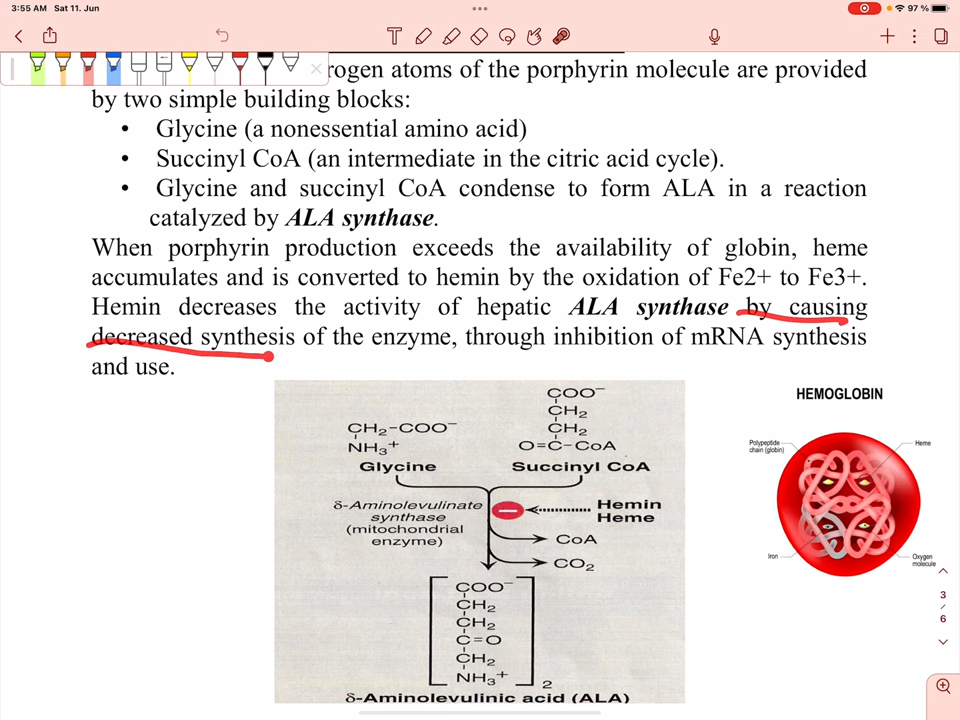 3:55 AM Sat 11. Jun
97 %
rogen atoms of the porphyrin molecule are provided
by two simple building blocks:
• Glycine (a nonessential amino acid)
• Succinyl CoA (an intermediate in the citric acid cycle).
• Glycine and succinyl CoA condense to form ALA in a reaction
catalyzed by ALA synthase.
When porphyrin production exceeds the availability of globin, heme
accumulates and is converted to hemin by the oxidation of Fe2+ to Fe3+.
Hemin decreases the activity of hepatic ALA synthase by causing
decreased synthesis of the enzyme, through inhibition of mRNA synthesis
and use.
COO⁻
CH₂
CH₂-COO⁻ CH₂
NH₃⁺ O=C-CoA
Glycine Succinyl CoA
δ-Aminolevulinate
synthase
(mitochondrial
enzyme)
Hemin
Heme
CoA
CO₂
COO⁻
CH₂
CH₂
C=O
CH₂
NH₃⁺
2
δ-Aminolevulinic acid (ALA)
HEMOGLOBIN
Polypeptide
chain (globin)
Heme
Iron
Oxygen
molecule
3
/
6